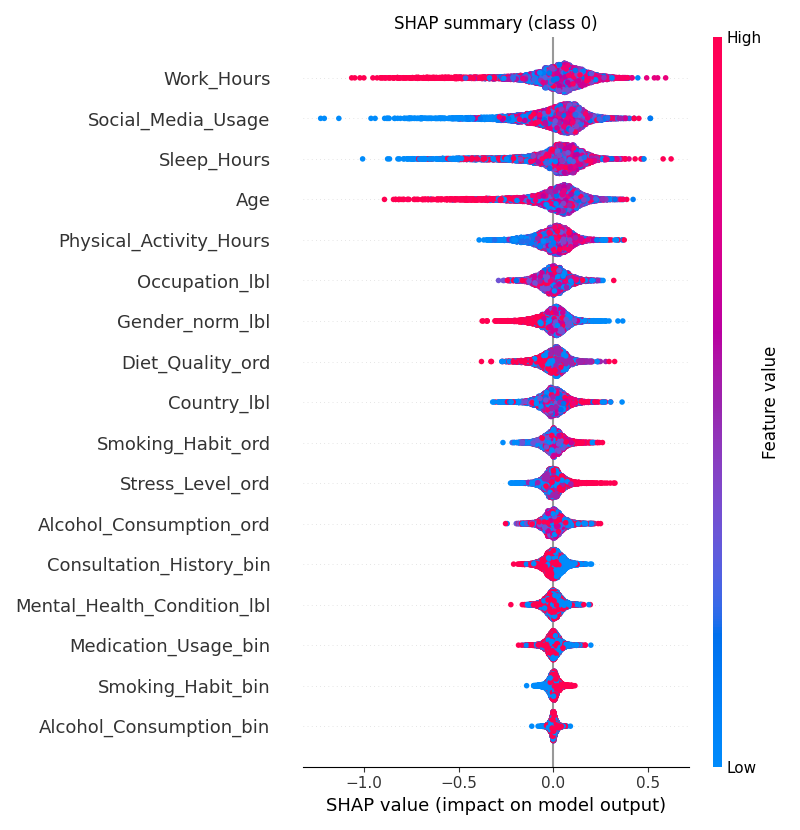 SHAP summary (class 0)
High
Work_Hours
Social_Media_Usage
Sleep_Hours
Age
Physical_Activity_Hours
Occupation_lbl
Gender_norm_lbl
Diet_Quality_ord
Country_lbl
Smoking_Habit_ord
Stress_Level_ord
Alcohol_Consumption_ord
Consultation_History_bin
Mental_Health_Condition_lbl
Medication_Usage_bin
Smoking_Habit_bin
Alcohol_Consumption_bin
Feature value
Low
−1.0 −0.5 0.0 0.5
SHAP value (impact on model output)